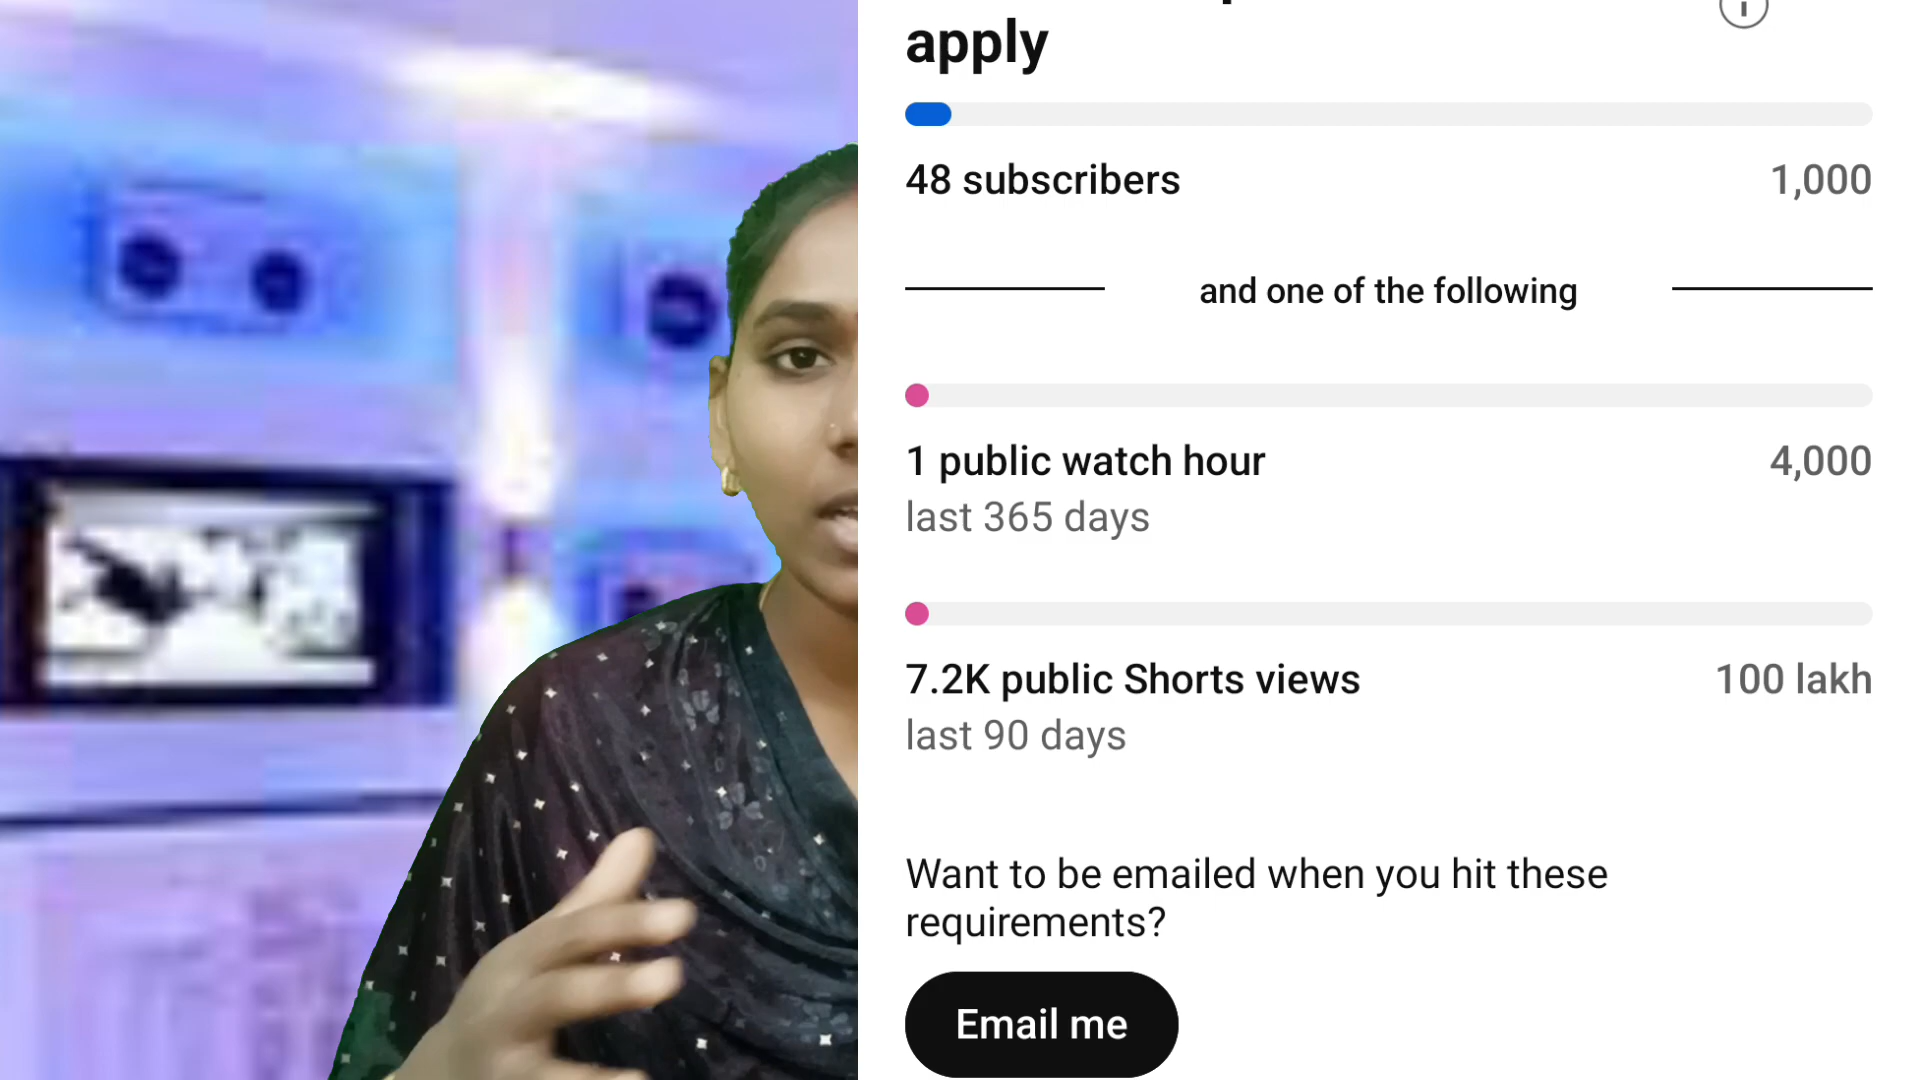 apply
48 subscribers 1,000
and one of the following
1 public watch hour 4,000
last 365 days
7.2K public Shorts views 100 lakh
last 90 days
Want to be emailed when you hit these
requirements?
Email me